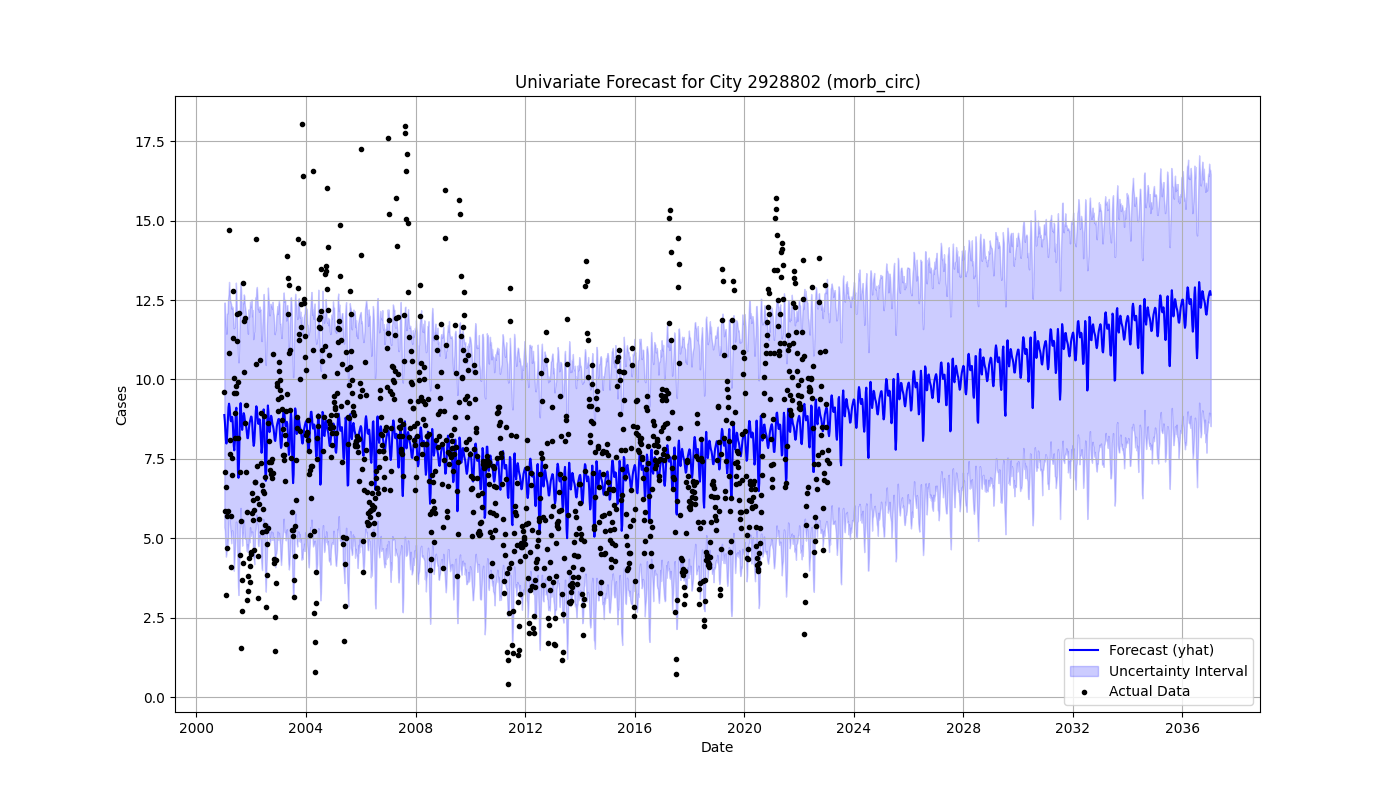 Univariate Forecast for City 2928802 (morb_circ)
17.5
15.0
12.5
10.0
7.5
5.0
2.5
0.0
Cases
2000 2004 2008 2012 2016 2020 2024 2028 2032 2036
Date
Forecast (yhat)
Uncertainty Interval
Actual Data